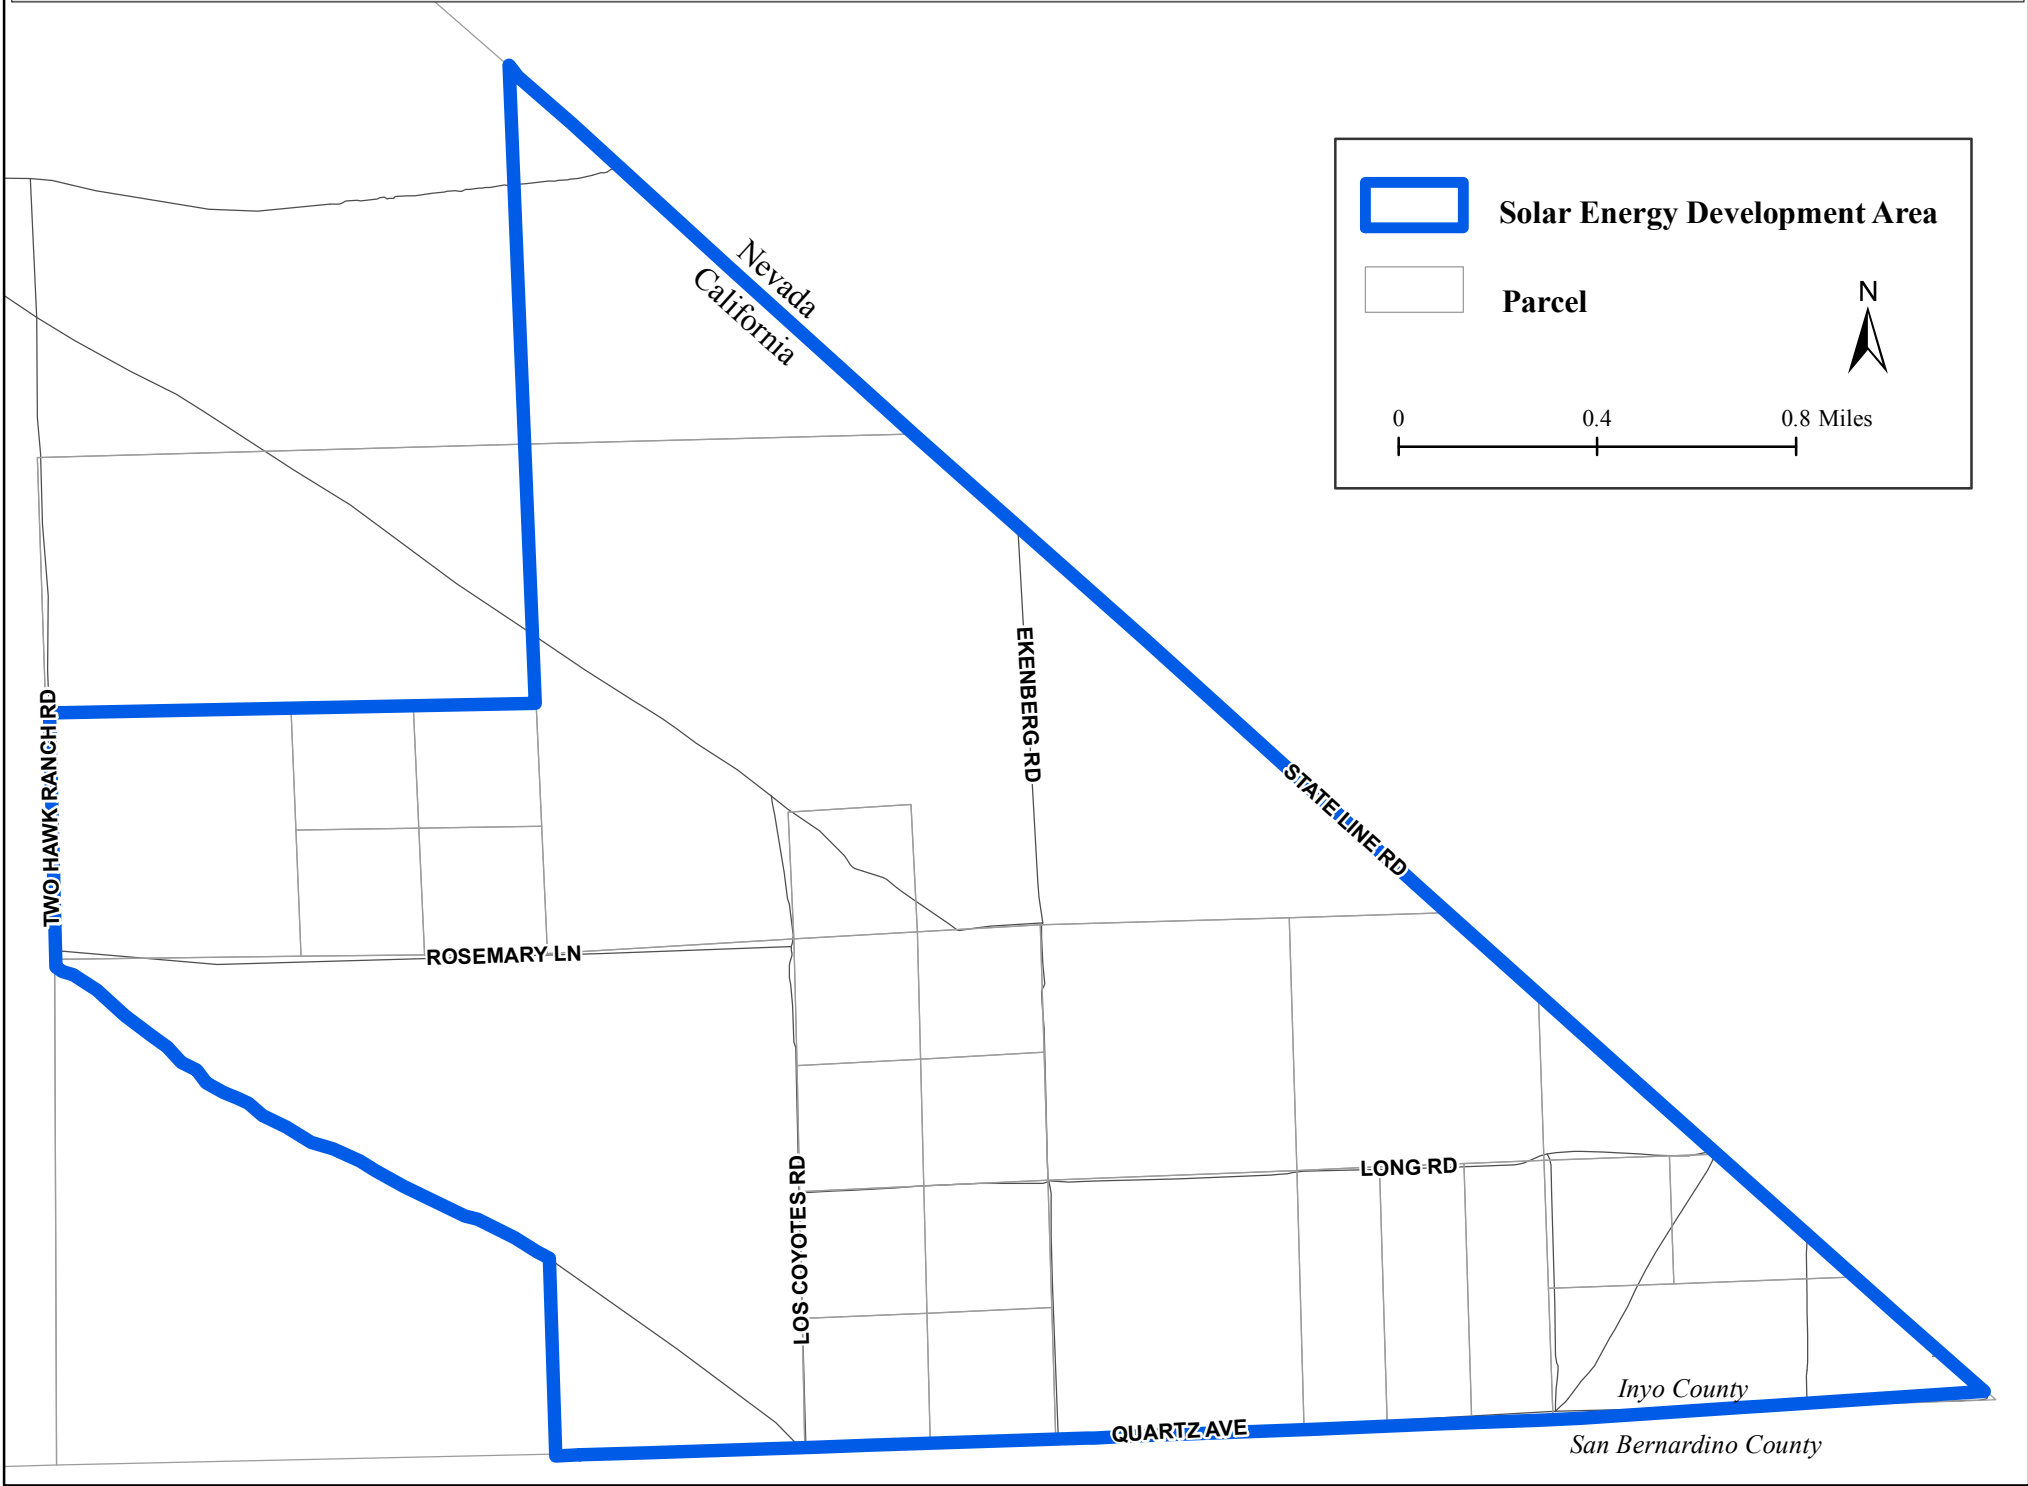 Nevada
California
Solar Energy Development Area
Parcel
N
0 0.4 0.8 Miles
EKENBERG RD
TWO HAWK RANCH RD
STATE LINE RD
ROSEMARY LN
LONG RD
LOS COYOTES RD
Inyo County
QUARTZ AVE
San Bernardino County